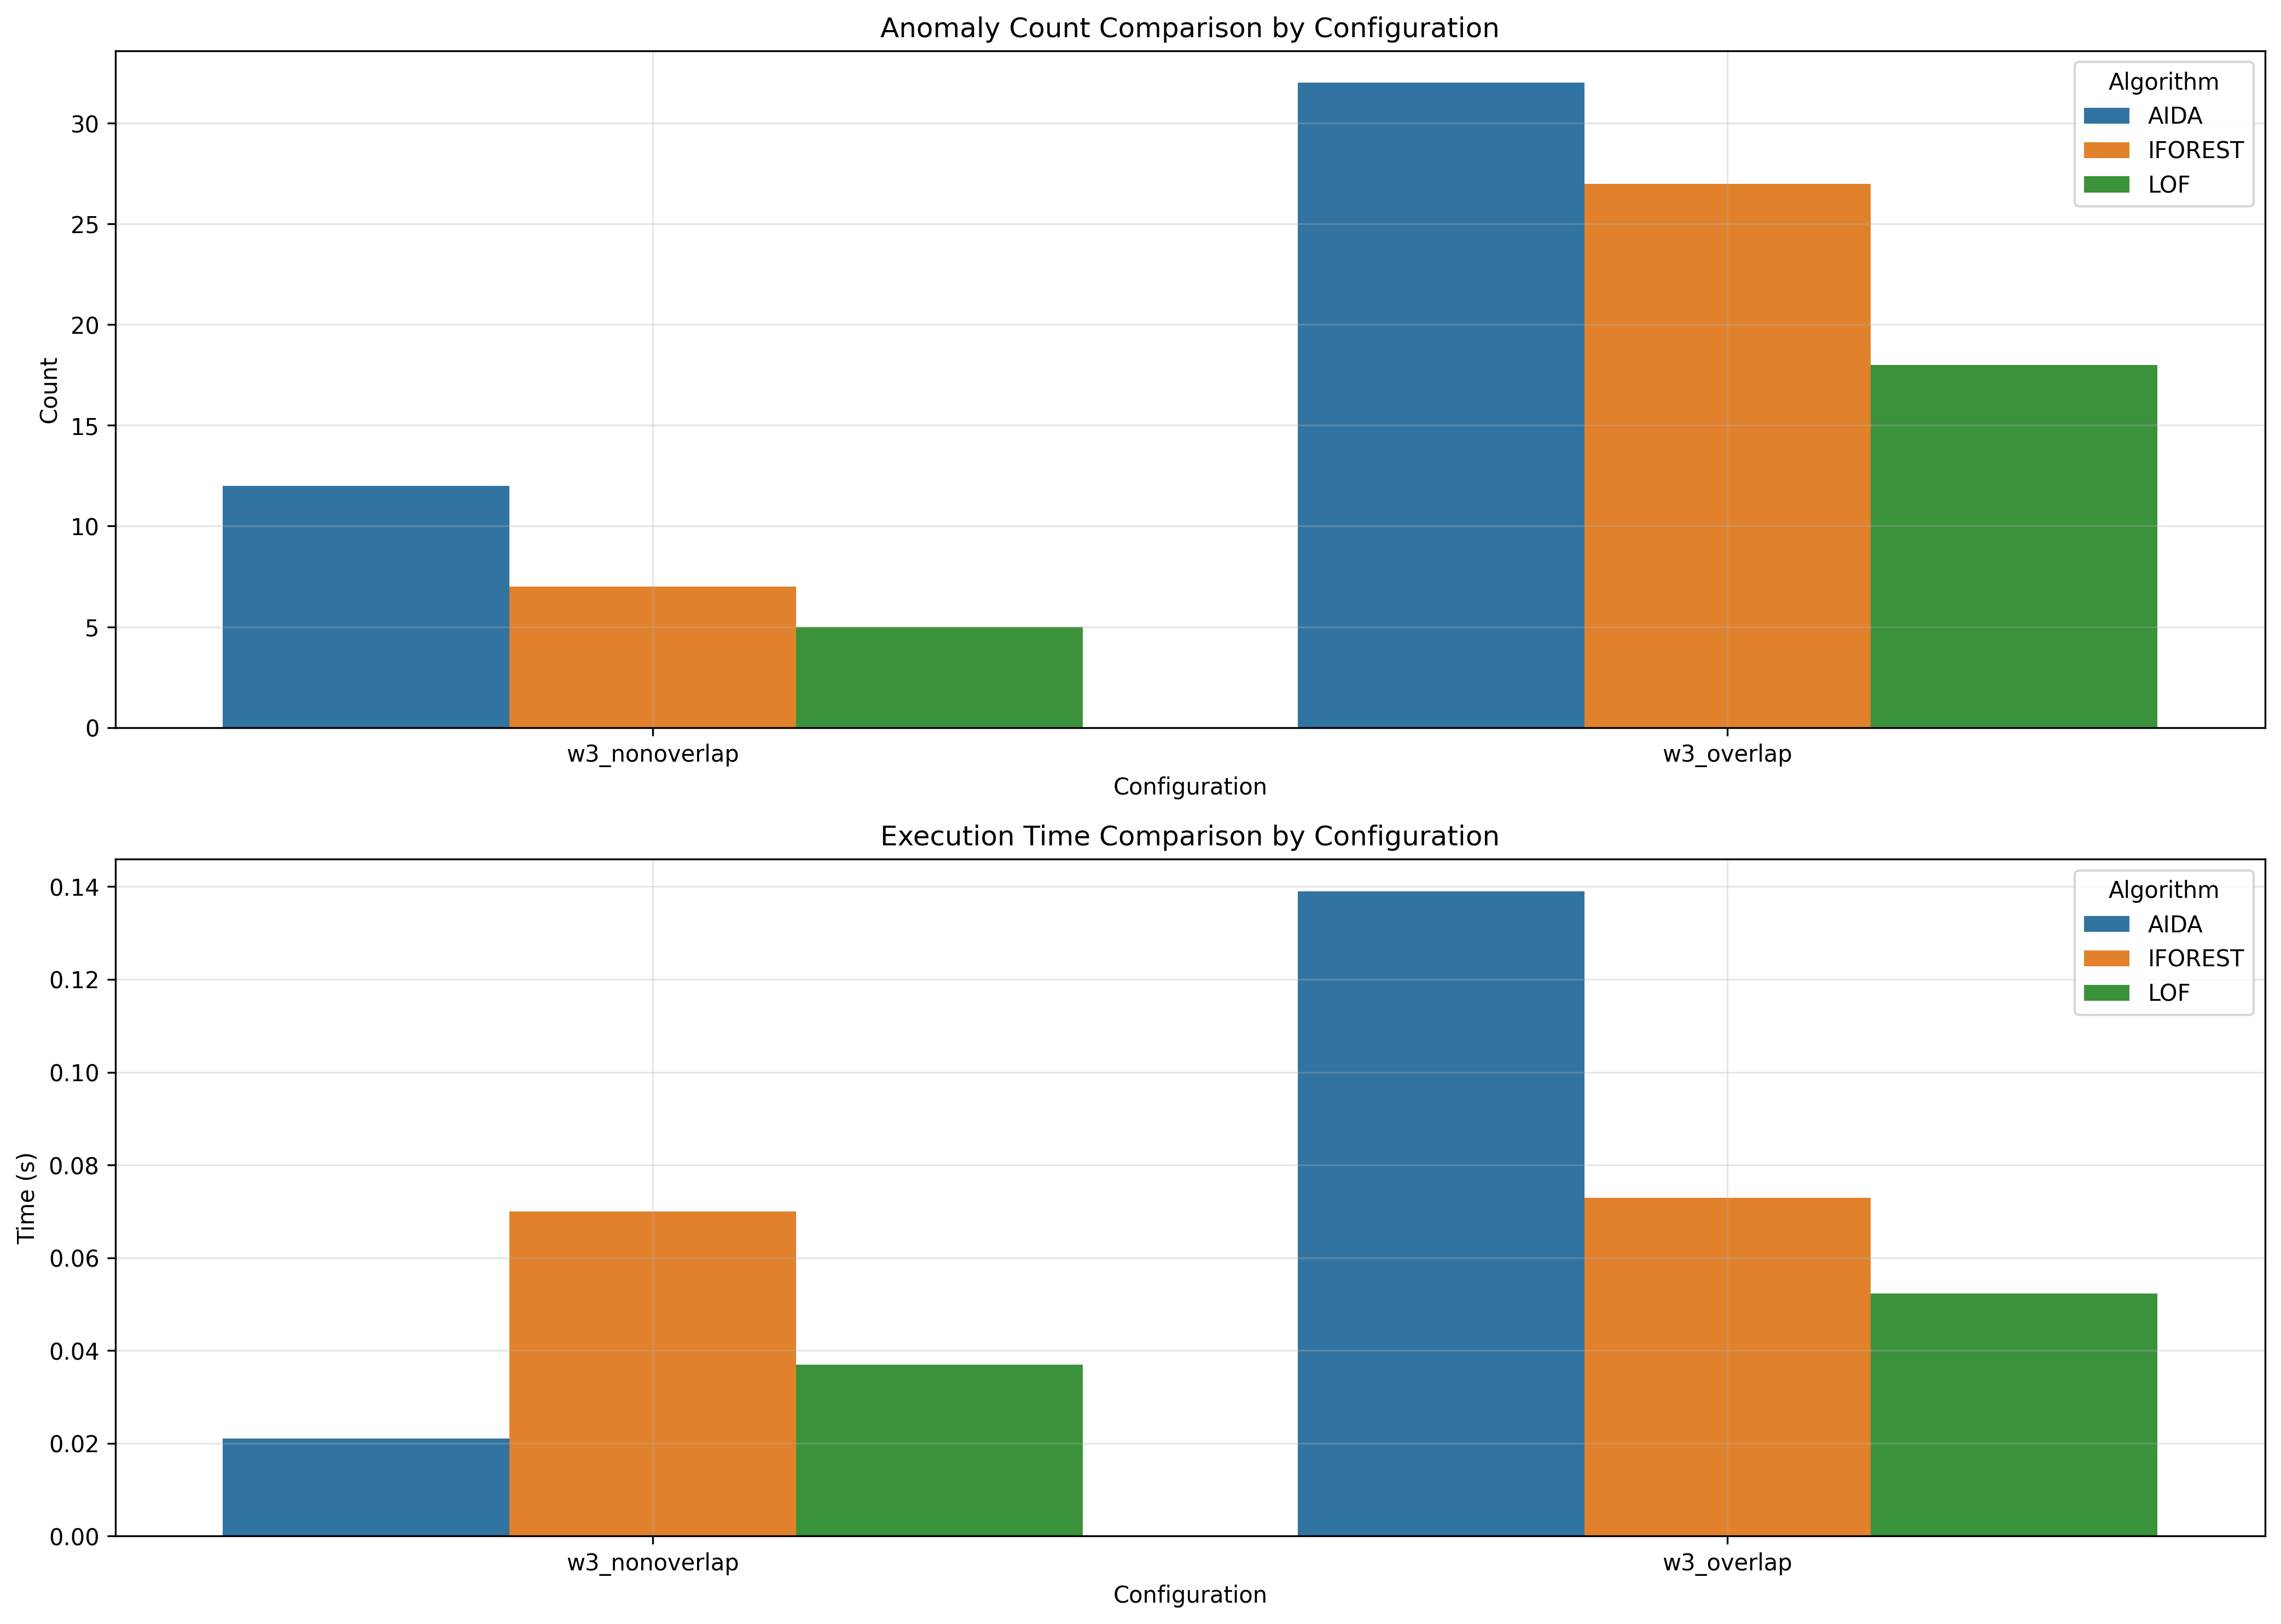 Anomaly Count Comparison by Configuration
Algorithm
AIDA
IFOREST
LOF
30
25
20
15
10
5
0
Count
w3_nonoverlap
w3_overlap
Configuration
Execution Time Comparison by Configuration
Algorithm
AIDA
IFOREST
LOF
0.14
0.12
0.10
0.08
0.06
0.04
0.02
0.00
Time (s)
w3_nonoverlap
w3_overlap
Configuration